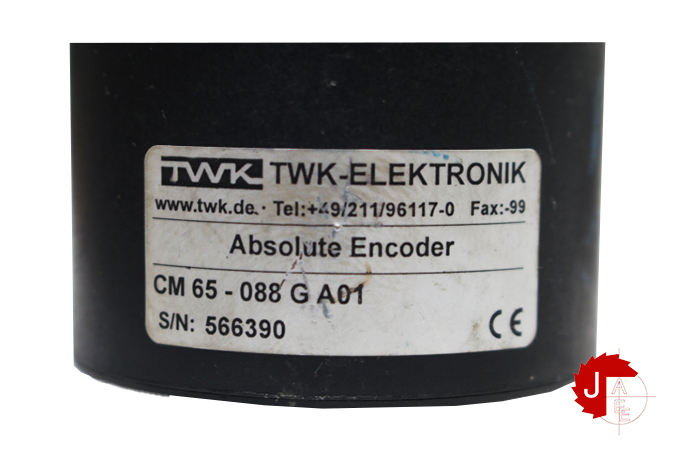 TWK TWK-ELEKTRONIK
www.twk.de. · Tel:+49/211/96117-0 Fax:-99
Absolute Encoder
CM 65 - 088 G A01
S/N: 566390 CE
J